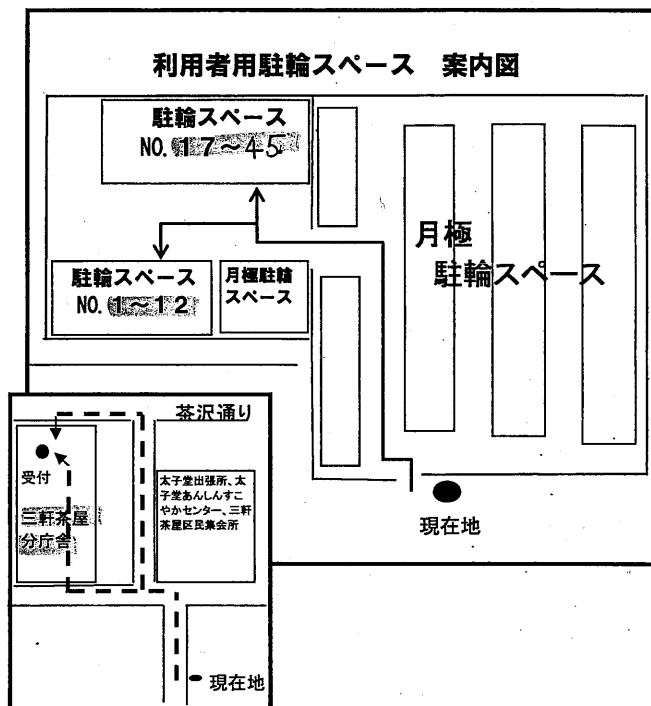 利用者用駐輪スペース 案内図
駐輪スペース
NO. 17～45
月極
駐輪スペース
駐輪スペース
NO. 1～12
月極駐輪
スペース
現在地
茶沢通り
受付
三軒茶屋
分庁舎
太子堂出張所、太
子堂あんしんすこ
やかセンター、三軒
茶屋区民集会所
現在地